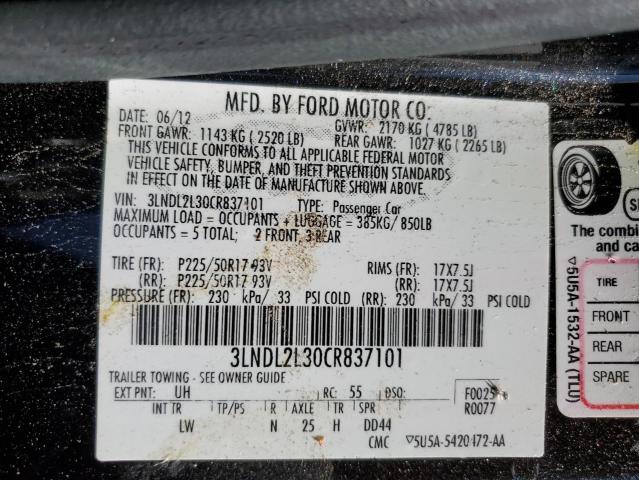 MFD. BY FORD MOTOR CO.
DATE: 06/12 GVWR: 2170 KG ( 4785 LB)
FRONT GAWR: 1143 KG ( 2520 LB) REAR GAWR: 1027 KG ( 2265 LB)
THIS VEHICLE CONFORMS TO ALL APPLICABLE FEDERAL MOTOR
VEHICLE SAFETY, BUMPER, AND THEFT PREVENTION STANDARDS
IN EFFECT ON THE DATE OF MANUFACTURE SHOWN ABOVE.
VIN: 3LNDL2L30CR837101 TYPE: Passenger Car
MAXIMUM LOAD = OCCUPANTS + LUGGAGE = 385KG/ 850LB
OCCUPANTS = 5 TOTAL: 2 FRONT, 3 REAR
TIRE (FR): P225/50R17 93V RIMS (FR): 17X7.5J
(RR): P225/50R17 93V (RR): 17X7.5J
PRESSURE (FR): 230 kPa/ 33 PSI COLD (RR) 230 kPa/ 33 PSI COLD
3LNDL2L30CR837101
TRAILER TOWING - SEE OWNER GUIDE
EXT PNT: UH RC: 55 DSO: F0025
INT TR TP/PS R AXLE TR SPR R0077
LW N 25 H DD44
CMC ▽5U5A-5420472-AA
The combin
and ca
▽5U5A-1532-AA (TLU)
TIRE
FRONT
REAR
SPARE